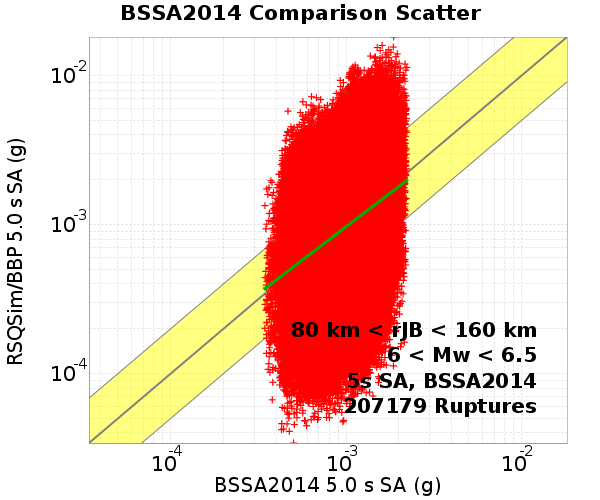 BSSA2014 Comparison Scatter
RSQSim/BBP 5.0 s SA (g)
10-2
10-3
10-4
80 km < rJB < 160 km
6 < Mw < 6.5
5s SA, BSSA2014
207179 Ruptures
10-4 10-3 10-2
BSSA2014 5.0 s SA (g)